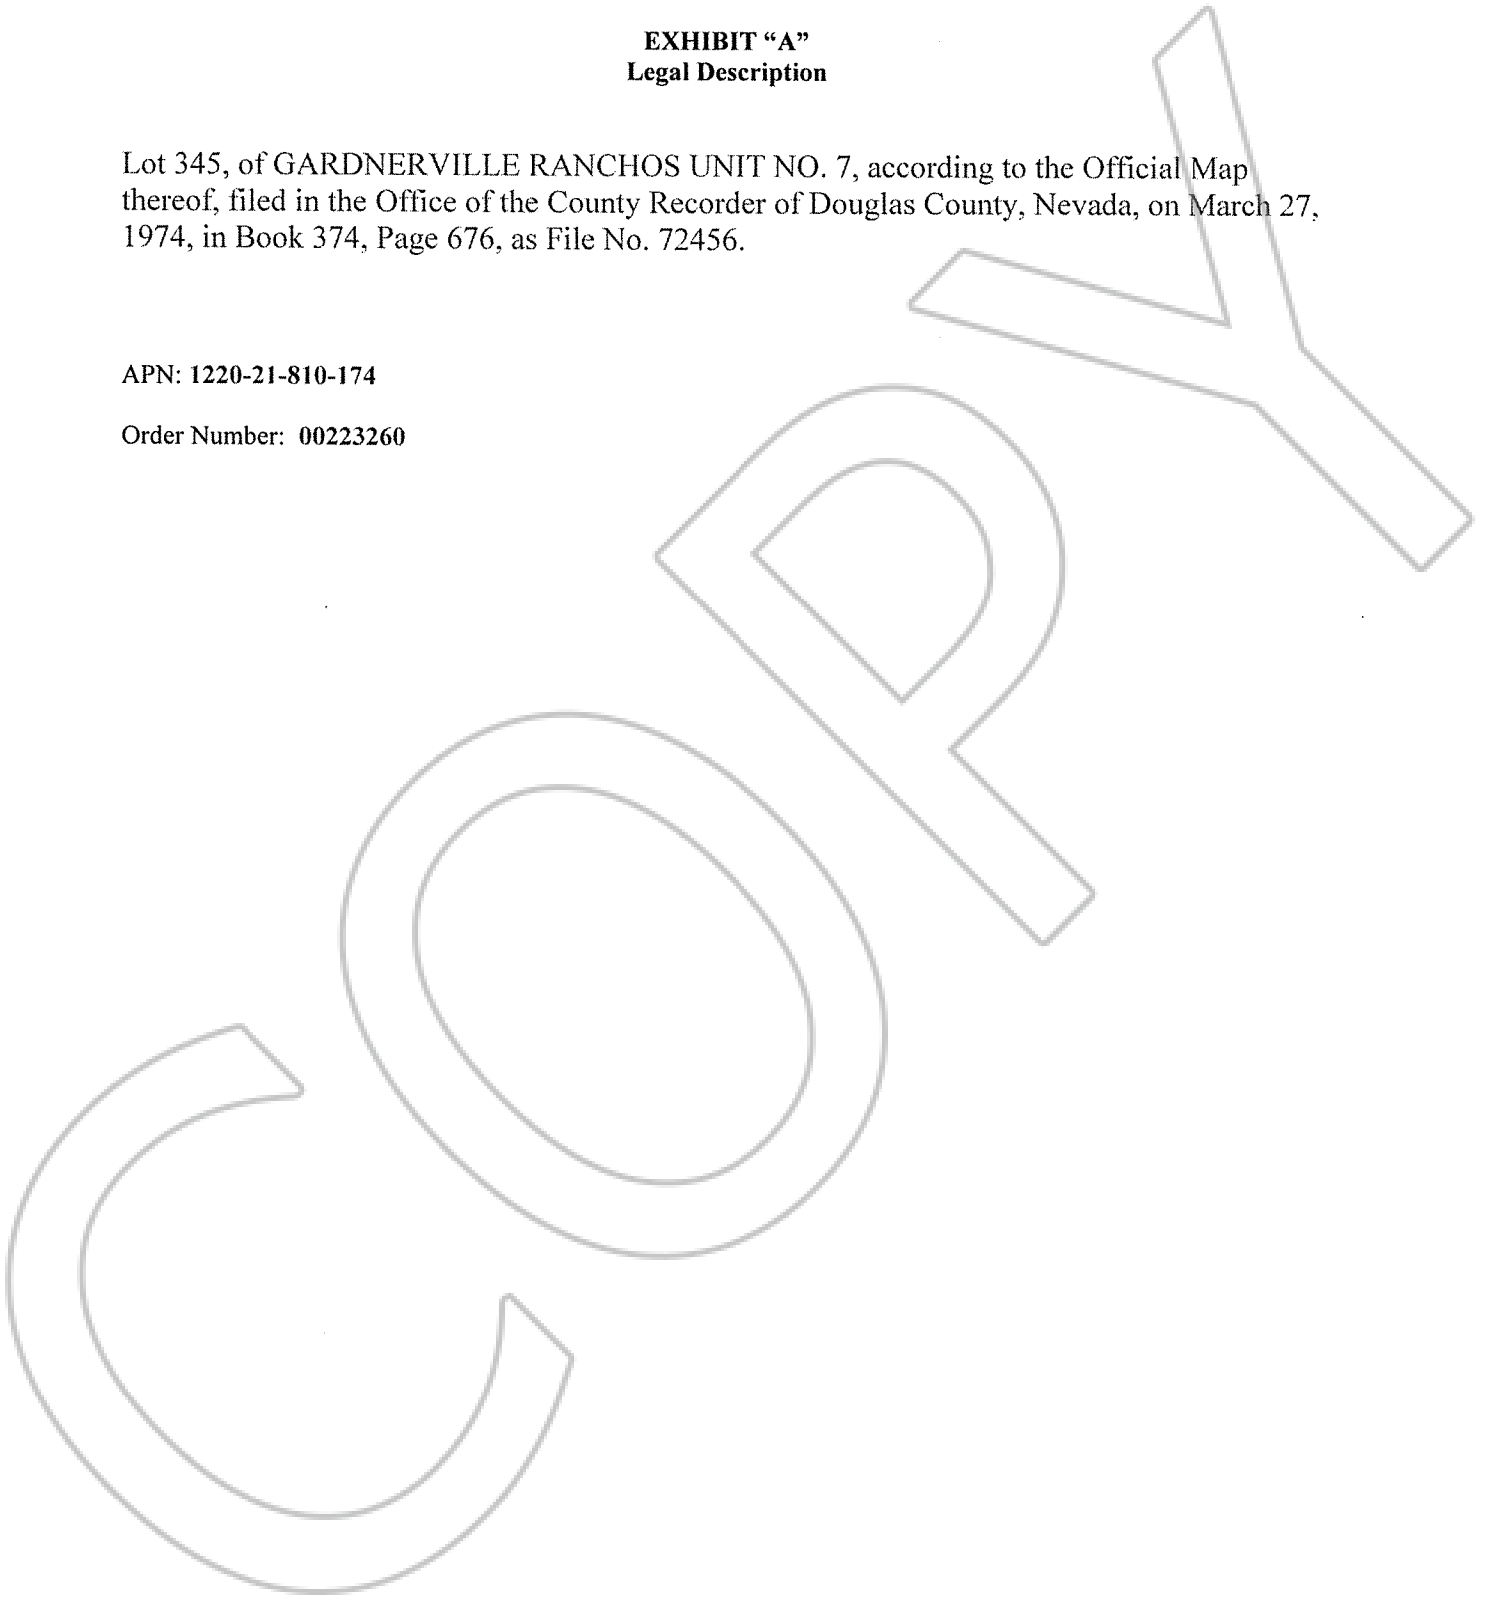 EXHIBIT “A”
Legal Description
Lot 345, of GARDNERVILLE RANCHOS UNIT NO. 7, according to the Official Map
thereof, filed in the Office of the County Recorder of Douglas County, Nevada, on March 27,
1974, in Book 374, Page 676, as File No. 72456.
APN: 1220-21-810-174
Order Number: 00223260
COPY